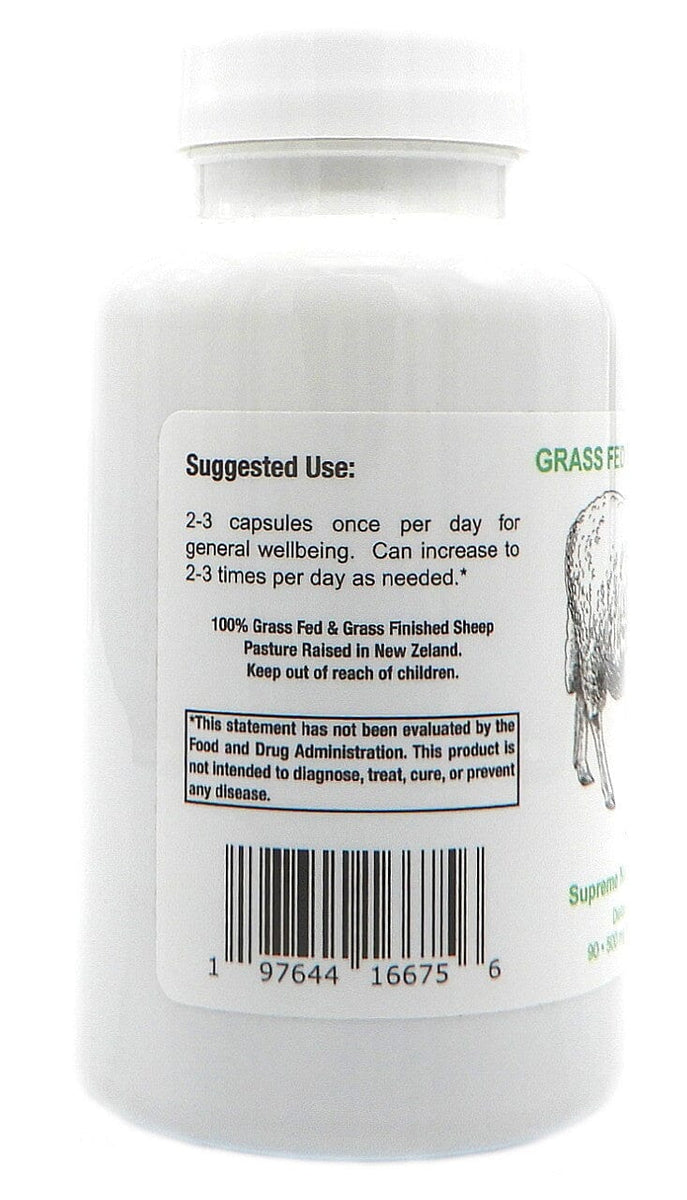 Suggested Use:
2-3 capsules once per day for
general wellbeing. Can increase to
2-3 times per day as needed.*
100% Grass Fed & Grass Finished Sheep
Pasture Raised in New Zeland.
Keep out of reach of children.
*This statement has not been evaluated by the
Food and Drug Administration. This product is
not intended to diagnose, treat, cure, or prevent
any disease.
1 97644 16675 6
GRASS FED
Supreme
90 • 500